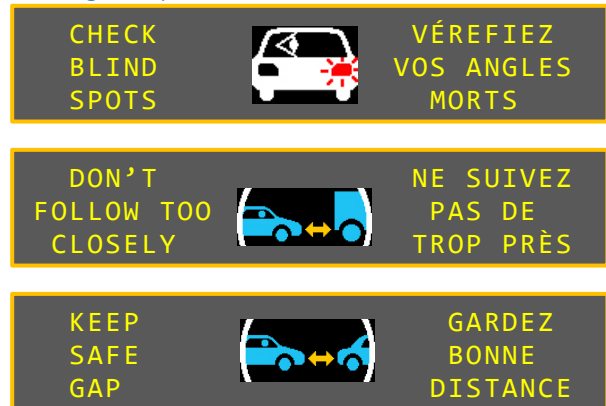 CHECK
BLIND
SPOTS
VÉREFIEZ
VOS ANGLES
MORTS
DON'T
FOLLOW TOO
CLOSELY
NE SUIVEZ
PAS DE
TROP PRÈS
KEEP
SAFE
GAP
GARDEZ
BONNE
DISTANCE